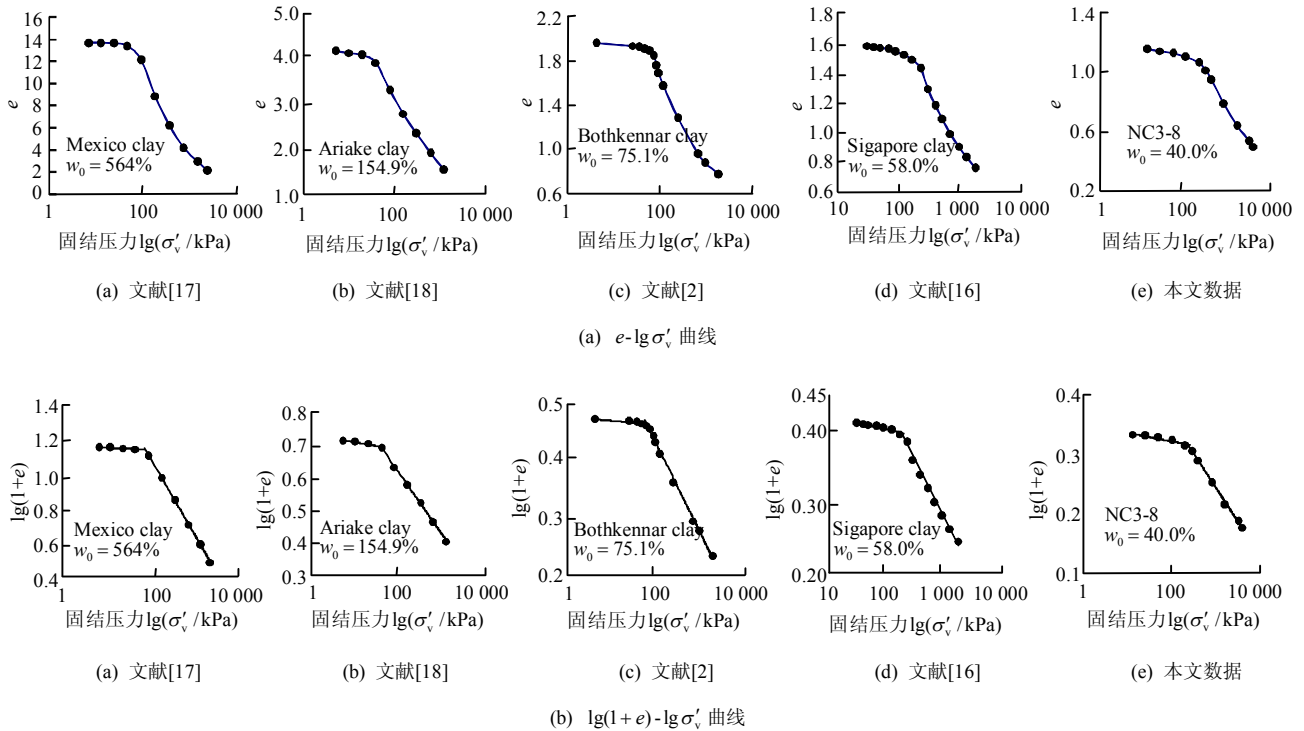 16
14
12
10
8
6
4
2
0
e
Mexico clay
w₀ = 564%
1 100 10 000
固结压力lg(σ′ᵥ/kPa)
(a) 文献[17]
5.0
4.0
3.0
2.0
1.0
e
Ariake clay
w₀ = 154.9%
1 100 10 000
固结压力lg(σ′ᵥ/kPa)
(b) 文献[18]
2.2
1.8
1.4
1.0
0.6
e
Bothkennar clay
w₀ = 75.1%
1 100 10 000
固结压力lg(σ′ᵥ/kPa)
(c) 文献[2]
1.8
1.6
1.4
1.2
1.0
0.8
0.6
e
Sigapore clay
w₀ = 58.0%
10 100 1 000 10 000
固结压力lg(σ′ᵥ/kPa)
(d) 文献[16]
1.4
1.0
0.6
0.2
e
NC3-8
w₀ = 40.0%
1 100 10 000
固结压力lg(σ′ᵥ/kPa)
(e) 本文数据
(a) e-lgσ′ᵥ 曲线
1.4
1.2
1.0
0.8
0.6
0.4
lg(1+e)
Mexico clay
w₀ = 564%
1 100 10 000
固结压力lg(σ′ᵥ/kPa)
(a) 文献[17]
0.8
0.7
0.6
0.5
0.4
0.3
lg(1+e)
Ariake clay
w₀ = 154.9%
1 100 10 000
固结压力lg(σ′ᵥ/kPa)
(b) 文献[18]
0.5
0.4
0.3
0.2
lg(1+e)
Bothkennar clay
w₀ = 75.1%
1 100 10 000
固结压力lg(σ′ᵥ/kPa)
(c) 文献[2]
0.45
0.40
0.30
0.20
lg(1+e)
Sigapore clay
w₀ = 58.0%
10 100 1 000 10 000
固结压力lg(σ′ᵥ/kPa)
(d) 文献[16]
0.4
0.3
0.2
0.1
lg(1+e)
NC3-8
w₀ = 40.0%
1 100 10 000
固结压力lg(σ′ᵥ/kPa)
(e) 本文数据
(b) lg(1+e)-lgσ′ᵥ 曲线